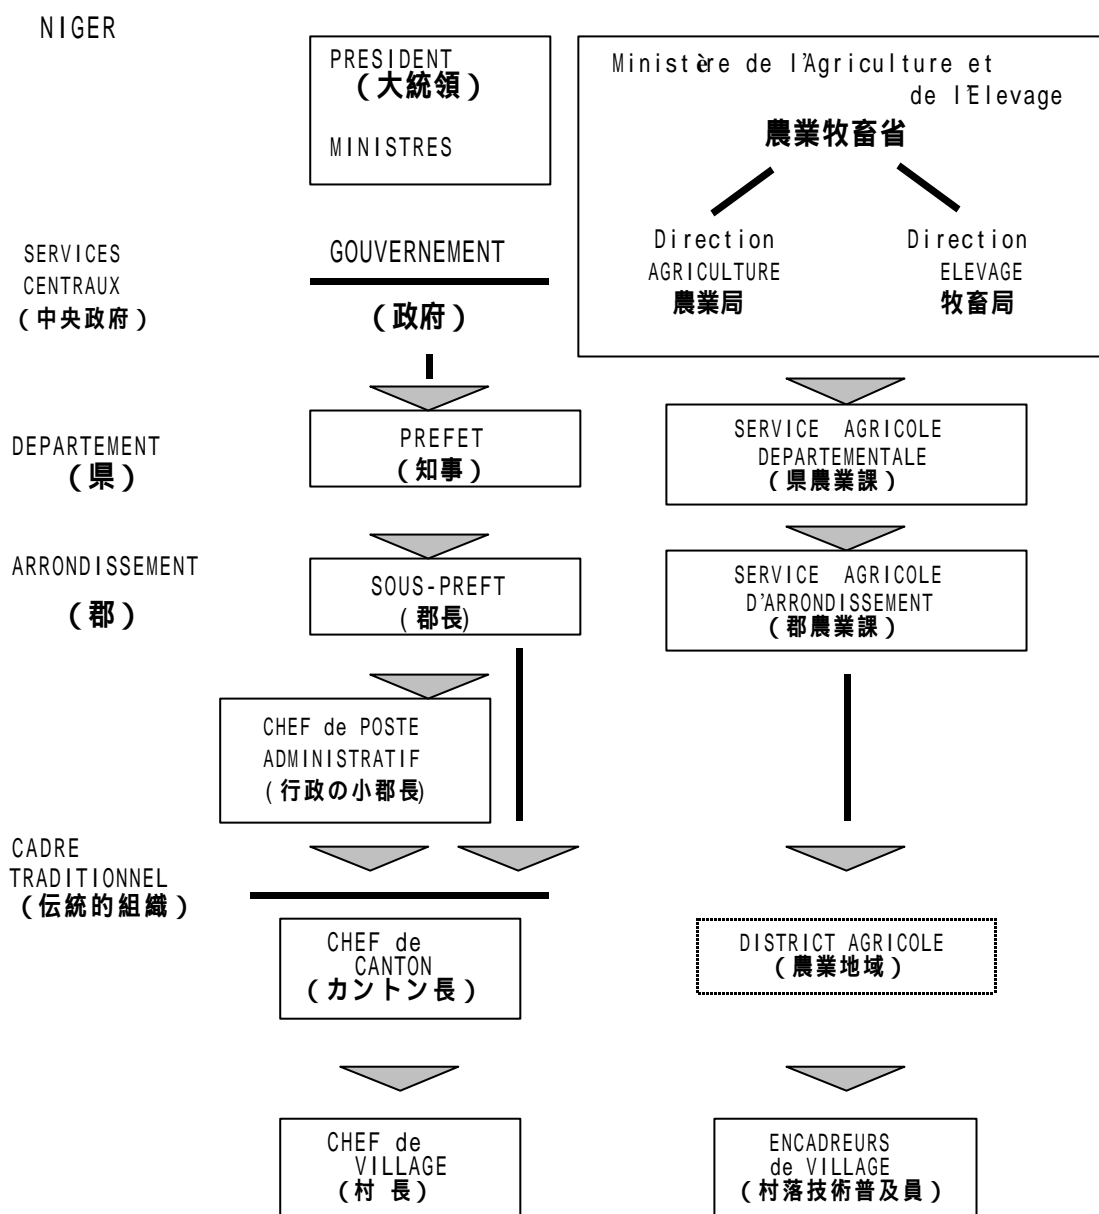 NIGER
PRESIDENT
(大統領)
MINISTRES
Ministère de l'Agriculture et
de l'Elevage
農業牧畜省
Direction
AGRICULTURE
農業局
Direction
ELEVAGE
牧畜局
SERVICES
CENTRAUX
(中央政府)
GOUVERNEMENT
(政府)
DEPARTEMENT
(県)
PREFET
(知事)
SERVICE AGRICOLE
DEPARTEMENTALE
(県農業課)
ARRONDISSEMENT
(郡)
SOUS-PREFT
(郡長)
SERVICE AGRICOLE
D'ARRONDISSEMENT
(郡農業課)
CHEF de POSTE
ADMINISTRATIF
(行政の小郡長)
CADRE
TRADITIONNEL
(伝統的組織)
CHEF de
CANTON
(カントン長)
DISTRICT AGRICOLE
(農業地域)
CHEF de
VILLAGE
(村 長)
ENCADREURS
de VILLAGE
(村落技術普及員)